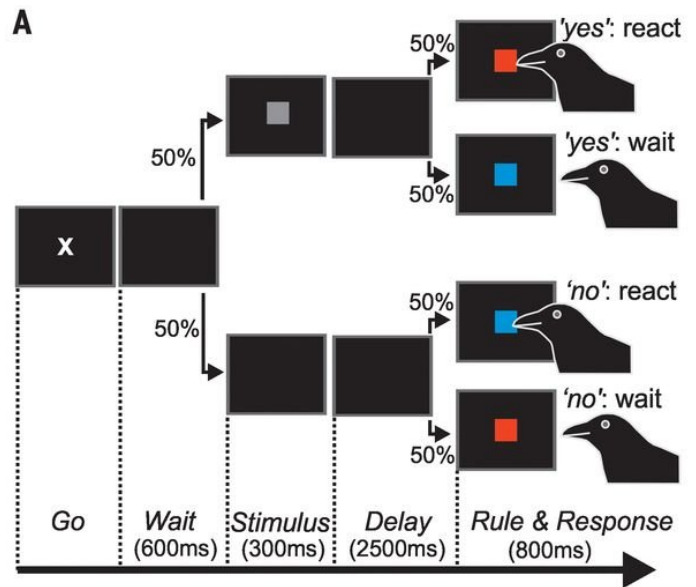 A
50%
'yes': react
50%
50%
'yes': wait
x
50%
50%
'no': react
50%
'no': wait
Go
Wait
Stimulus
Delay
Rule & Response
(600ms)
(300ms)
(2500ms)
(800ms)